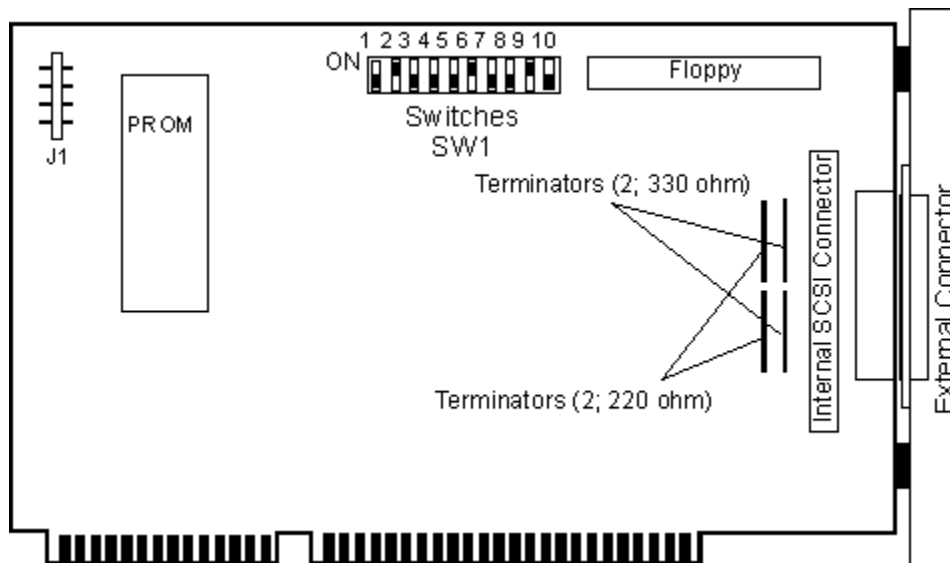 1 2 3 4 5 6 7 8 9 10
ON
Floppy
Switches
SW1
PROM
J1
Terminators (2; 330 ohm)
Internal SCSI Connector
External Connector
Terminators (2; 220 ohm)